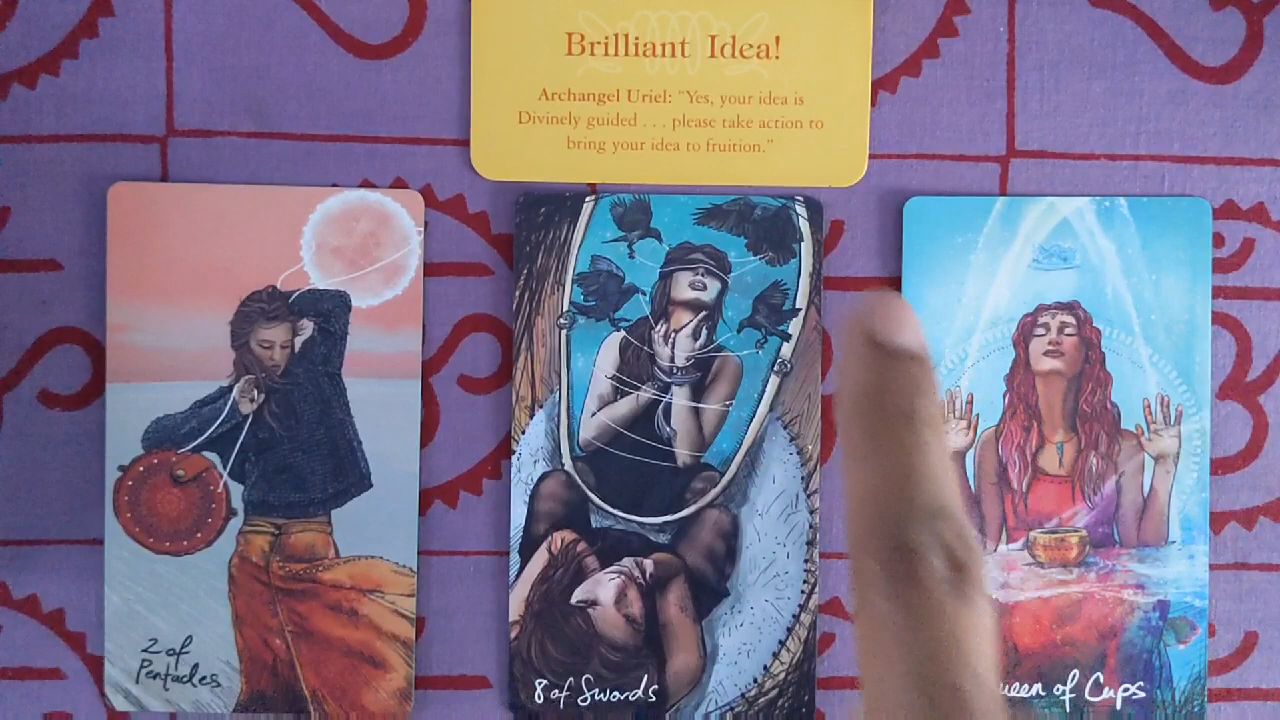 Brilliant Idea!
Archangel Uriel: “Yes, your idea is
Divinely guided . . . please take action to
bring your idea to fruition.”
2 of
Pentacles
8 of Swords
of Cups